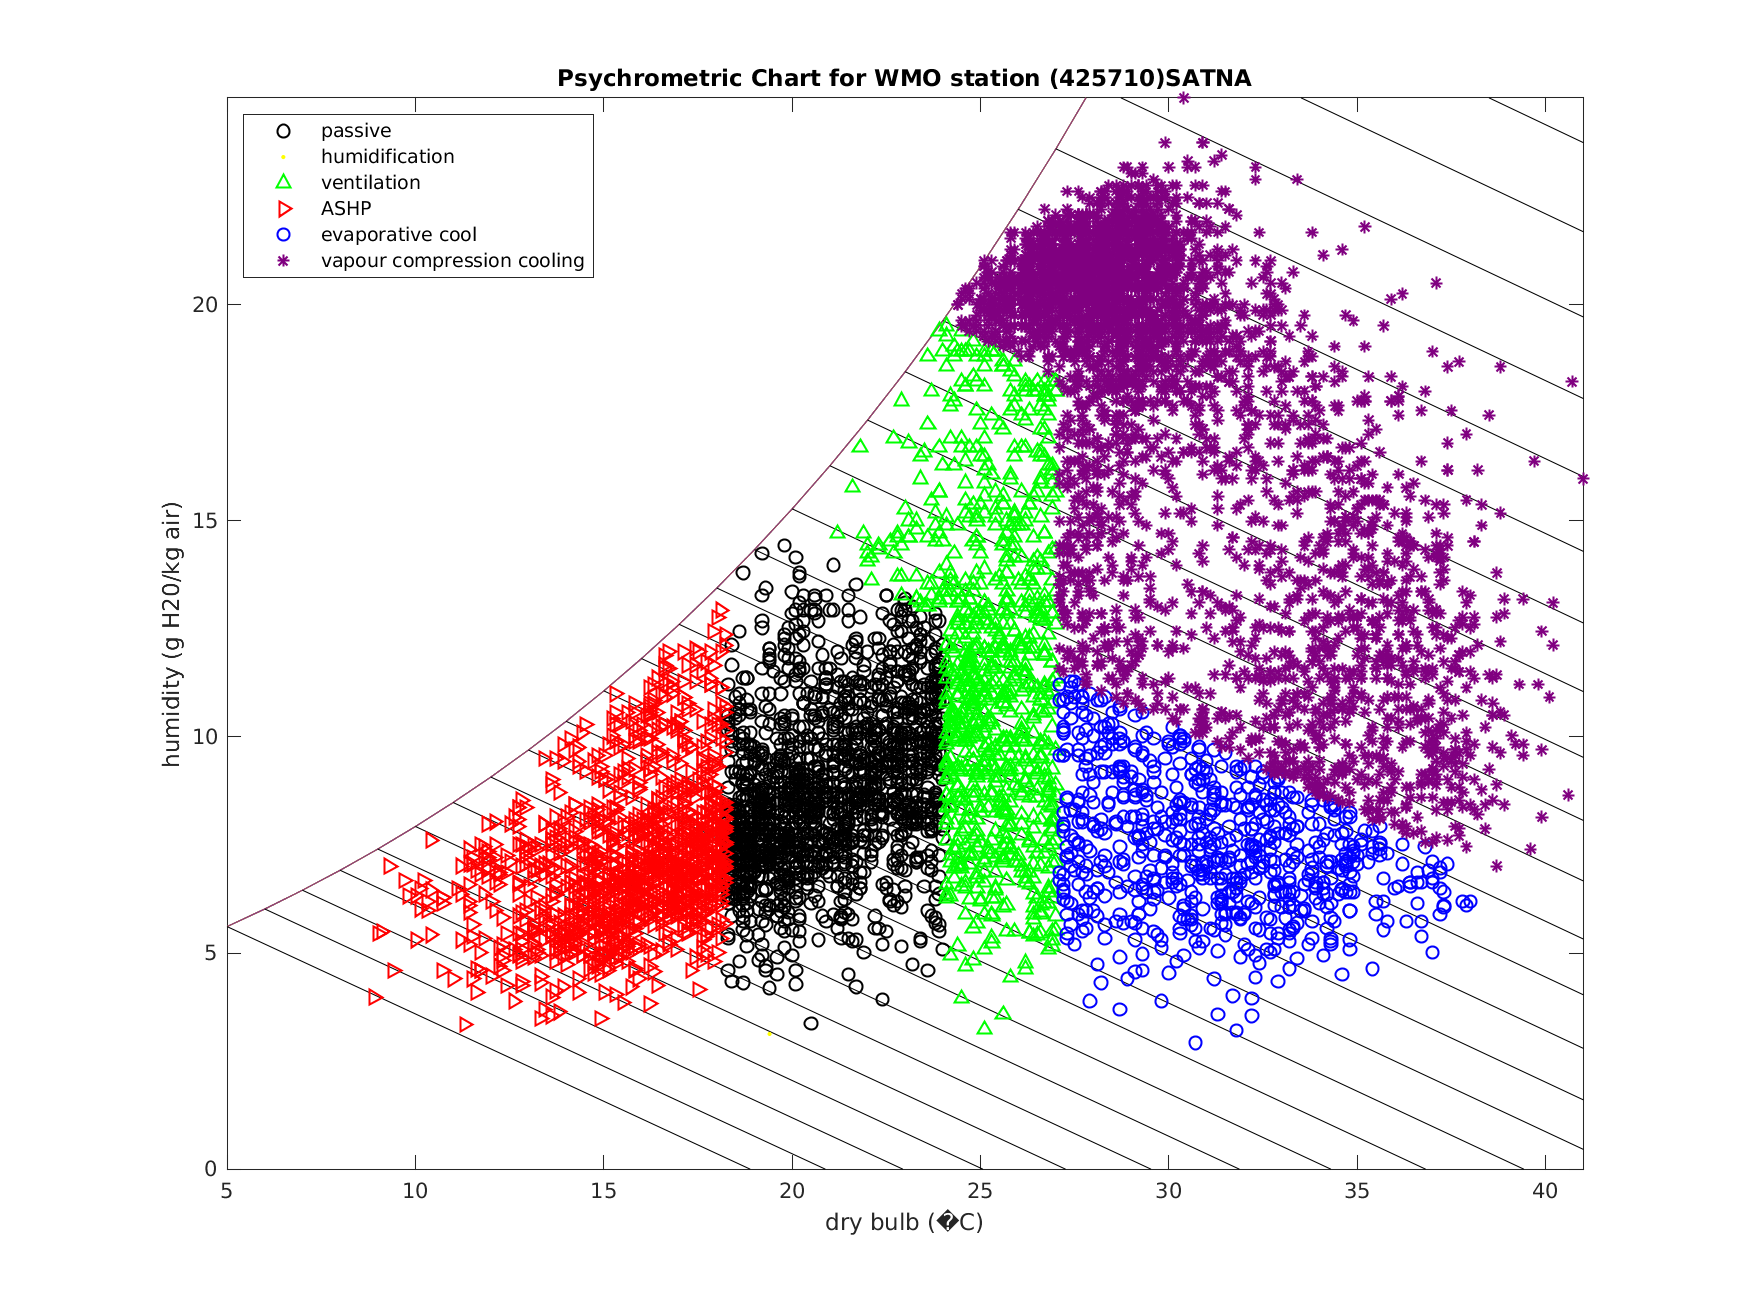 Psychrometric Chart for WMO station (425710)SATNA
passive
humidification
ventilation
ASHP
evaporative cool
vapour compression cooling
humidity (g H20/kg air)
20
15
10
5
0
5 10 15 20 25 30 35 40
dry bulb (�C)